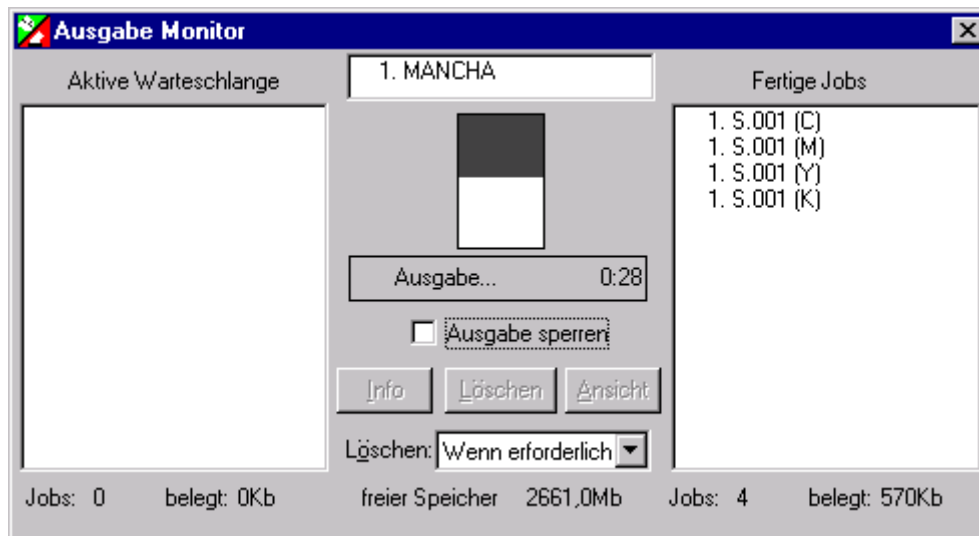 Ausgabe Monitor
Aktive Warteschlange
1. MANCHA
Fertige Jobs
1. S.001 (C)
1. S.001 (M)
1. S.001 (Y)
1. S.001 (K)
Ausgabe... 0:28
Ausgabe sperren
Info Löschen Ansicht
Löschen: Wenn erforderlich
Jobs: 0 belegt: 0Kb freier Speicher 2661,0Mb Jobs: 4 belegt: 570Kb